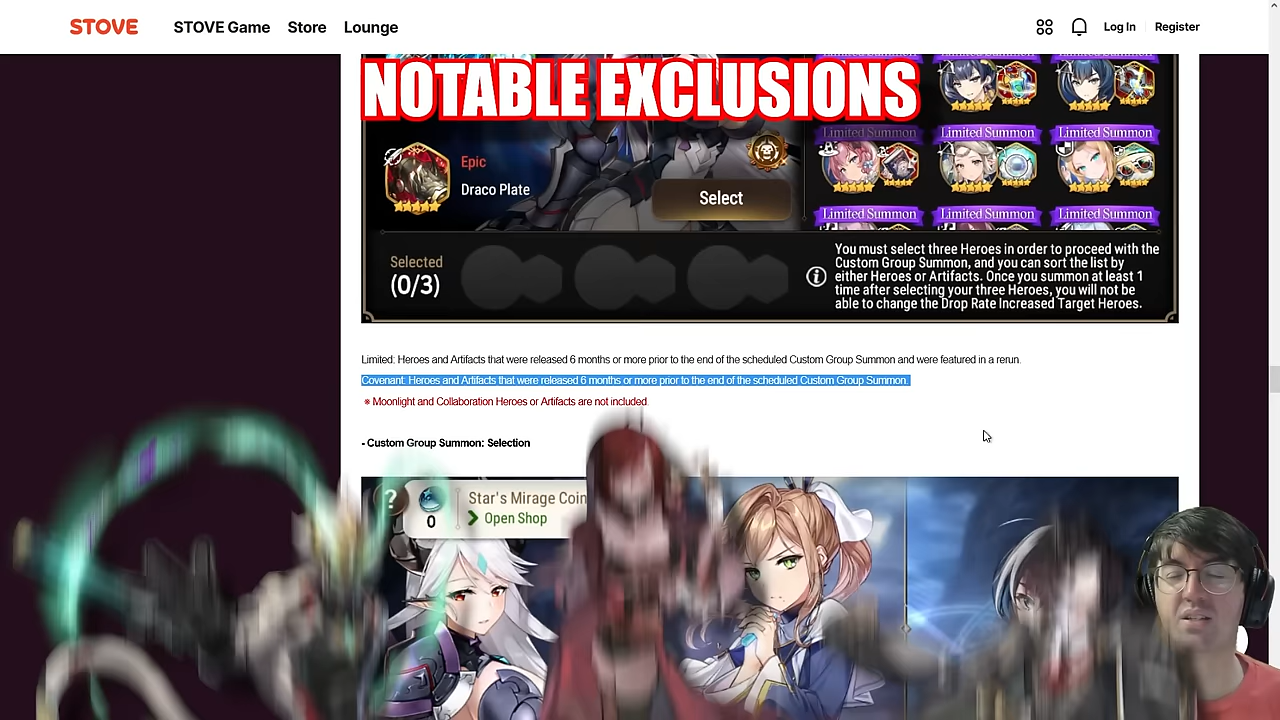 STOVE
STOVE Game
Store
Lounge
Log In
Register
NOTABLE EXCLUSIONS
Limited Summon
Limited Summon
Limited Summon
Limited Summon
Limited Summon
Limited Summon
Epic
Draco Plate
Select
Selected
(0/3)
You must select three Heroes in order to proceed with the
Custom Group Summon, and you can sort the list by
either Heroes or Artifacts. Once you summon at least 1
time after selecting your three Heroes, you will not be
able to change the Drop Rate Increased Target Heroes.
Limited: Heroes and Artifacts that were released 6 months or more prior to the end of the scheduled Custom Group Summon and were featured in a rerun.
Covenant: Heroes and Artifacts that were released 6 months or more prior to the end of the scheduled Custom Group Summon.
※ Moonlight and Collaboration Heroes or Artifacts are not included.
- Custom Group Summon: Selection
?
0
Star's Mirage Coin
Open Shop